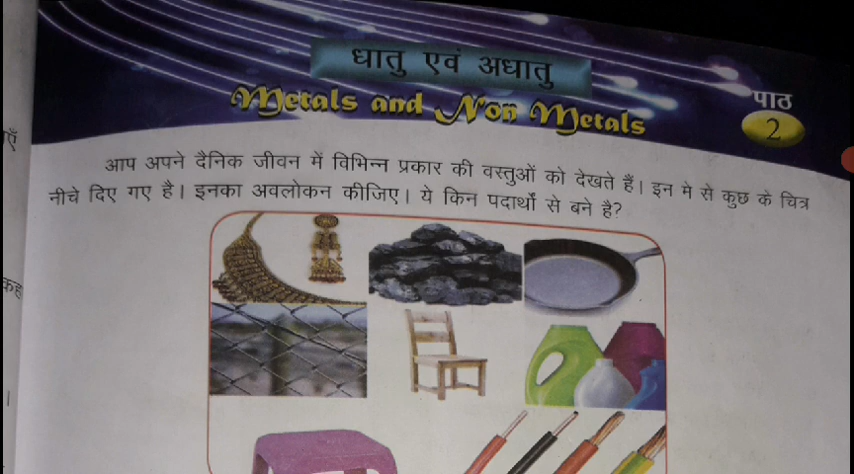 धातु एवं अधातु
Metals and Non Metals
पाठ
2
आप अपने दैनिक जीवन में विभिन्न प्रकार की वस्तुओं को देखते हैं। इन मे से कुछ के चित्र
नीचे दिए गए है। इनका अवलोकन कीजिए। ये किन पदार्थों से बने है?
कह